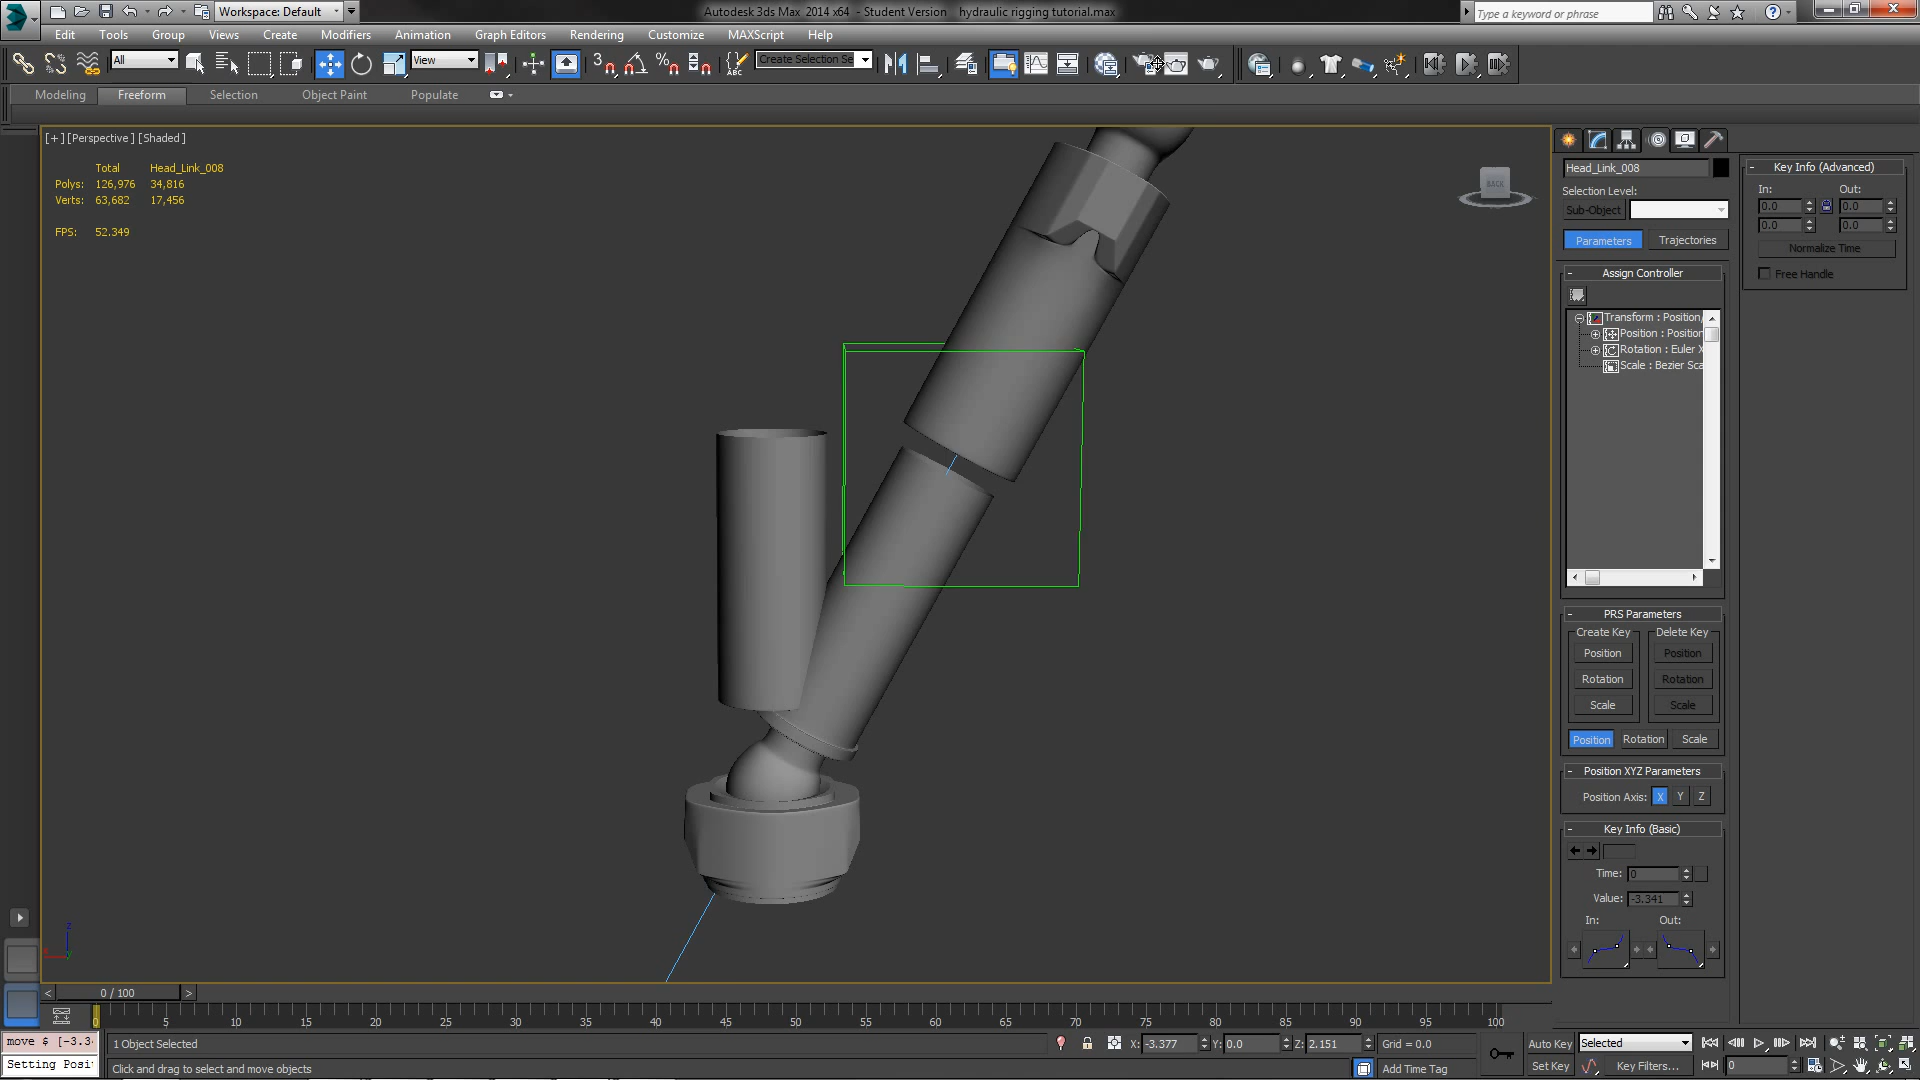 Workspace: Default
Autodesk 3ds Max 2014 x64 - Student Version hydraulic rigging tutorial.max
Type a keyword or phrase
Edit Tools Group Views Create Modifiers Animation Graph Editors Rendering Customize MAXScript Help
All
View
3
Create Selection Se
Modeling Freeform Selection Object Paint Populate
[+] [Perspective] [Shaded]
Total Head_Link_008
Polys: 126,976 34,816
Verts: 63,682 17,456
FPS: 52.349
BACK
Head_Link_008
Selection Level:
Sub-Object
Parameters Trajectories
- Assign Controller
Transform : Position
Position : Position
Rotation : Euler X
Scale : Bezier Sca
- PRS Parameters
Create Key Delete Key
Position Position
Rotation Rotation
Scale Scale
Position Rotation Scale
- Position XYZ Parameters
Position Axis: X Y Z
- Key Info (Basic)
Time: 0
Value: -3.341
In: Out:
- Key Info (Advanced)
In: Out:
0.0 0.0
0.0 0.0
Normalize Time
Free Handle
z
x
< 0 / 100 >
0 5 10 15 20 25 30 35 40 45 50 55 60 65 70 75 80 85 90 95 100
move $ [-3.3
1 Object Selected
X: -3.377 Y: 0.0 Z: 2.151 Grid = 0.0
Auto Key Selected
Setting Posi
Click and drag to select and move objects
Add Time Tag
Set Key Key Filters... 0